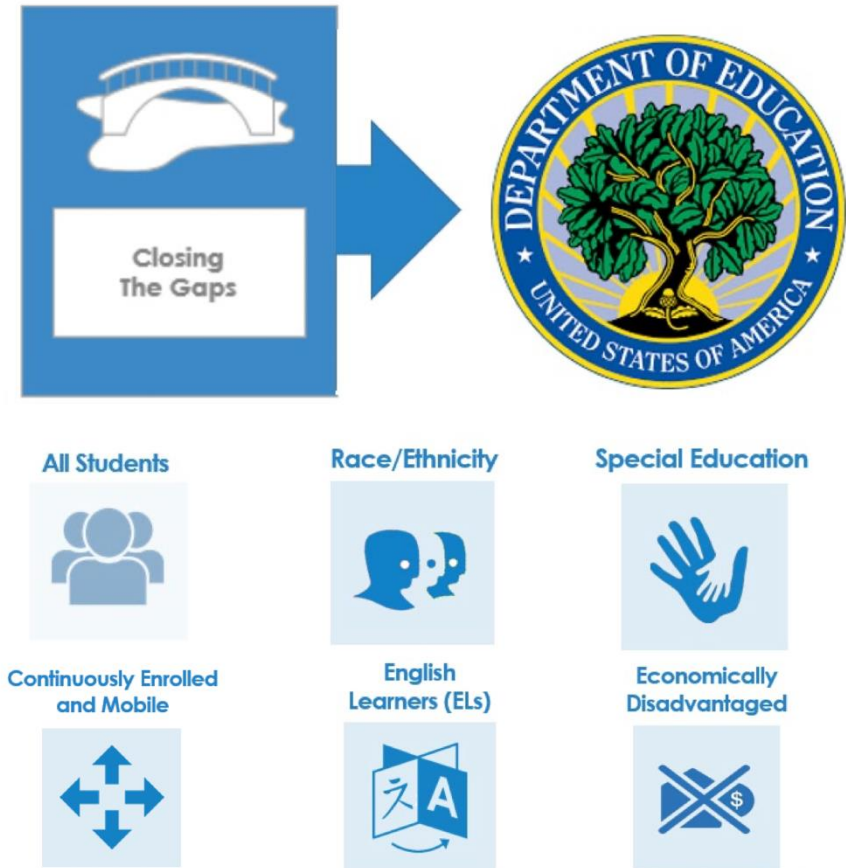 Closing
The Gaps
DEPARTMENT OF EDUCATION
UNITED STATES OF AMERICA
All Students
Race/Ethnicity
Special Education
Continuously Enrolled
and Mobile
English
Learners (ELs)
Economically
Disadvantaged
文 A
$